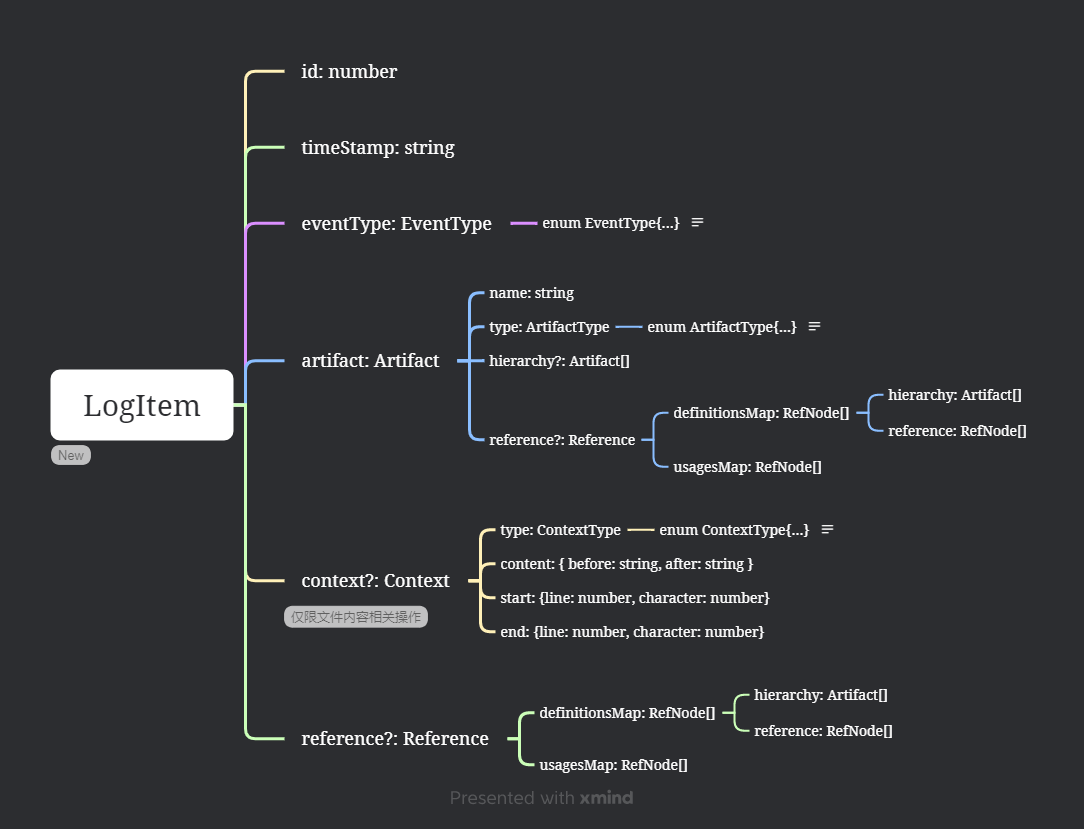 id: number
timeStamp: string
eventType: EventType
enum EventType{...}
name: string
type: ArtifactType
enum ArtifactType{...}
artifact: Artifact
hierarchy?: Artifact[]
reference?: Reference
definitionsMap: RefNode[]
hierarchy: Artifact[]
reference: RefNode[]
usagesMap: RefNode[]
LogItem
New
type: ContextType
enum ContextType{...}
content: { before: string, after: string }
context?: Context
仅限文件内容相关操作
start: {line: number, character: number}
end: {line: number, character: number}
reference?: Reference
definitionsMap: RefNode[]
hierarchy: Artifact[]
reference: RefNode[]
usagesMap: RefNode[]
Presented with xmind